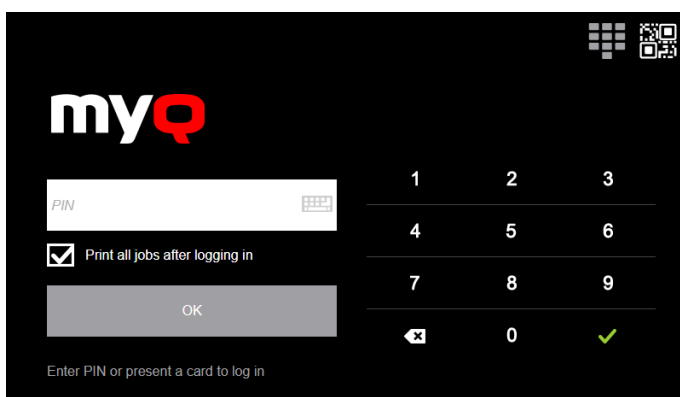 myQ
PIN
Print all jobs after logging in
OK
Enter PIN or present a card to log in
1 2 3
4 5 6
7 8 9
0